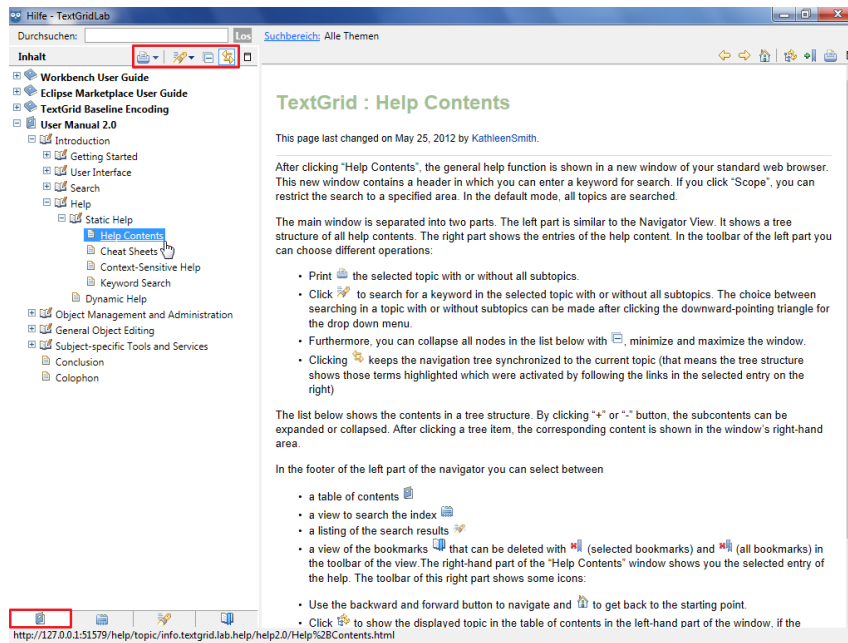 Hilfe - TextGridLab
Durchsuchen: Los Suchbereich: Alle Themen
Inhalt
Workbench User Guide
Eclipse Marketplace User Guide
TextGrid Baseline Encoding
User Manual 2.0
Introduction
Getting Started
User Interface
Search
Help
Static Help
Help Contents
Cheat Sheets
Context-Sensitive Help
Keyword Search
Dynamic Help
Object Management and Administration
General Object Editing
Subject-specific Tools and Services
Conclusion
Colophon
TextGrid : Help Contents
This page last changed on May 25, 2012 by KathleenSmith.
After clicking “Help Contents”, the general help function is shown in a new window of your standard web browser.
This new window contains a header in which you can enter a keyword for search. If you click “Scope”, you can
restrict the search to a specified area. In the default mode, all topics are searched.
The main window is separated into two parts. The left part is similar to the Navigator View. It shows a tree
structure of all help contents. The right part shows the entries of the help content. In the toolbar of the left part you
can choose different operations:
• Print the selected topic with or without all subtopics.
• Click to search for a keyword in the selected topic with or without all subtopics. The choice between
searching in a topic with or without subtopics can be made after clicking the downward-pointing triangle for
the drop down menu.
• Furthermore, you can collapse all nodes in the list below with , minimize and maximize the window.
• Clicking keeps the navigation tree synchronized to the current topic (that means the tree structure
shows those terms highlighted which were activated by following the links in the selected entry on the
right)
The list below shows the contents in a tree structure. By clicking “+” or “-” button, the subcontents can be
expanded or collapsed. After clicking a tree item, the corresponding content is shown in the window’s right-hand
area.
In the footer of the left part of the navigator you can select between
• a table of contents
• a view to search the index
• a listing of the search results
• a view of the bookmarks that can be deleted with (selected bookmarks) and (all bookmarks) in
the toolbar of the view.The right-hand part of the “Help Contents” window shows you the selected entry of
the help. The toolbar of this right part shows some icons:
• Use the backward and forward button to navigate and to get back to the starting point.
• Click to show the displayed topic in the table of contents in the left-hand part of the window, if the
http://127.0.0.1:51579/help/topic/info.textgrid.lab.help/help2.0/Help%2BContents.html